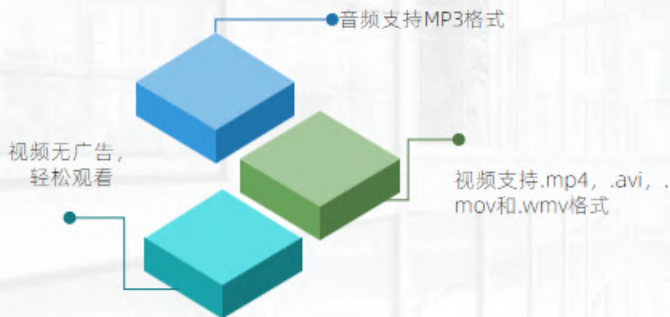 音频支持MP3格式
视频无广告，
轻松观看
视频支持.mp4，.avi，.
mov和.wmv格式